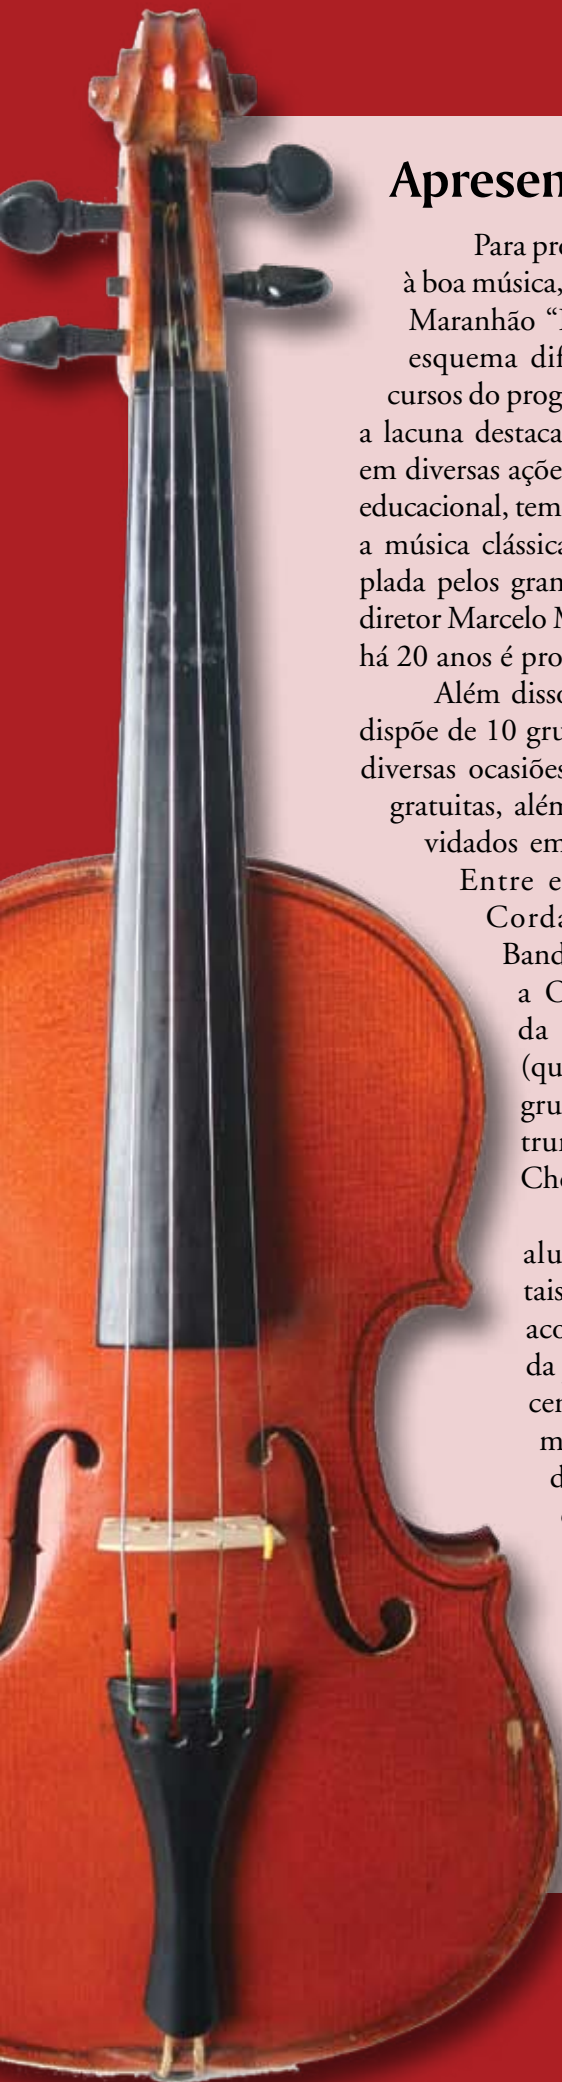 Apresen
Para pro
à boa música,
Maranhão “
esquema dif
cursos do prog
a lacuna destaca
em diversas açõe
educacional, tem
a música clássica
plada pelos gran
diretor Marcelo M
há 20 anos é pro
Além disso
dispõe de 10 gru
diversas ocasiões
gratuitas, além
vidados em
Entre e
Corda
Band
a C
da
(qu
gru
trun
Cho
alu
tais
aco
da
cen
m
d